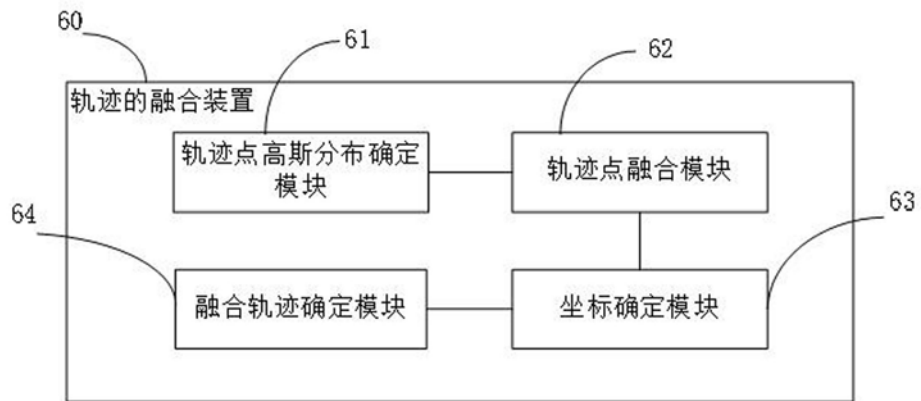 60
61
62
轨迹的融合装置
轨迹点高斯分布确定
模块
轨迹点融合模块
64
63
融合轨迹确定模块
坐标确定模块